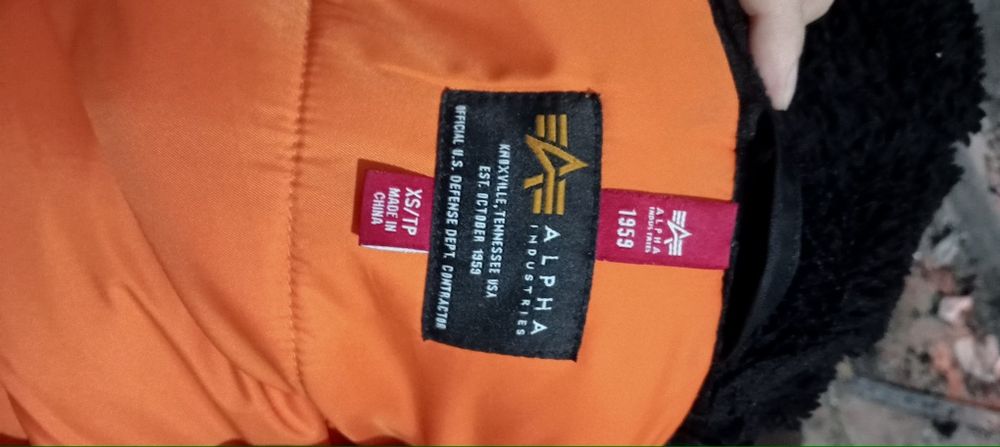 ALPHA
INDUSTRIES
1959
ALPHA
INDUSTRIES
KNOXVILLE, TENNESSEE USA
EST. OCTOBER 1959
OFFICIAL U.S. DEFENSE DEPT. CONTRACTOR
XS/TP
MADE IN
CHINA